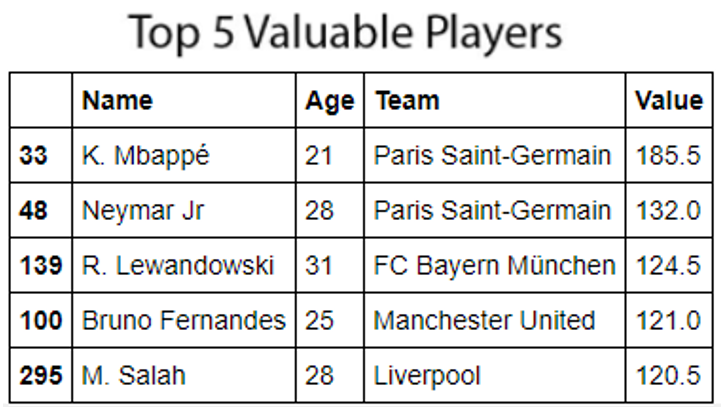 Top 5 Valuable Players
Name Age Team Value
33 K. Mbappé 21 Paris Saint-Germain 185.5
48 Neymar Jr 28 Paris Saint-Germain 132.0
139 R. Lewandowski 31 FC Bayern München 124.5
100 Bruno Fernandes 25 Manchester United 121.0
295 M. Salah 28 Liverpool 120.5